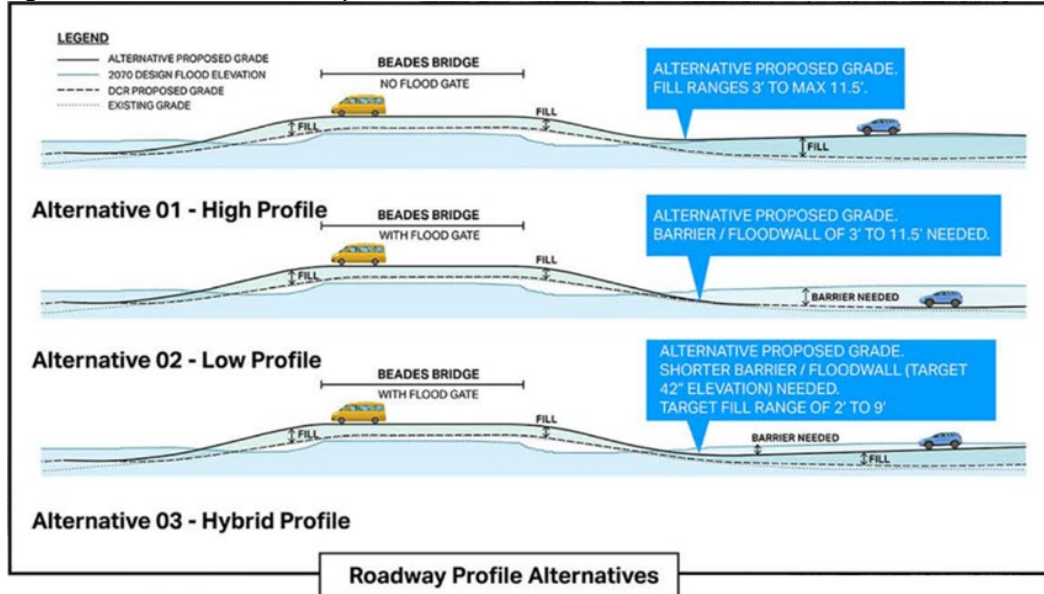 LEGEND
ALTERNATIVE PROPOSED GRADE
2070 DESIGN FLOOD ELEVATION
DCR PROPOSED GRADE
EXISTING GRADE
BEADES BRIDGE
NO FLOOD GATE
ALTERNATIVE PROPOSED GRADE.
FILL RANGES 3' TO MAX 11.5'.
FILL
FILL
FILL
Alternative 01 - High Profile
BEADES BRIDGE
WITH FLOOD GATE
ALTERNATIVE PROPOSED GRADE.
BARRIER / FLOODWALL OF 3' TO 11.5' NEEDED.
FILL
FILL
BARRIER NEEDED
Alternative 02 - Low Profile
BEADES BRIDGE
WITH FLOOD GATE
ALTERNATIVE PROPOSED GRADE.
SHORTER BARRIER / FLOODWALL (TARGET
42" ELEVATION) NEEDED.
TARGET FILL RANGE OF 2' TO 9'
FILL
FILL
BARRIER NEEDED
FILL
Alternative 03 - Hybrid Profile
Roadway Profile Alternatives